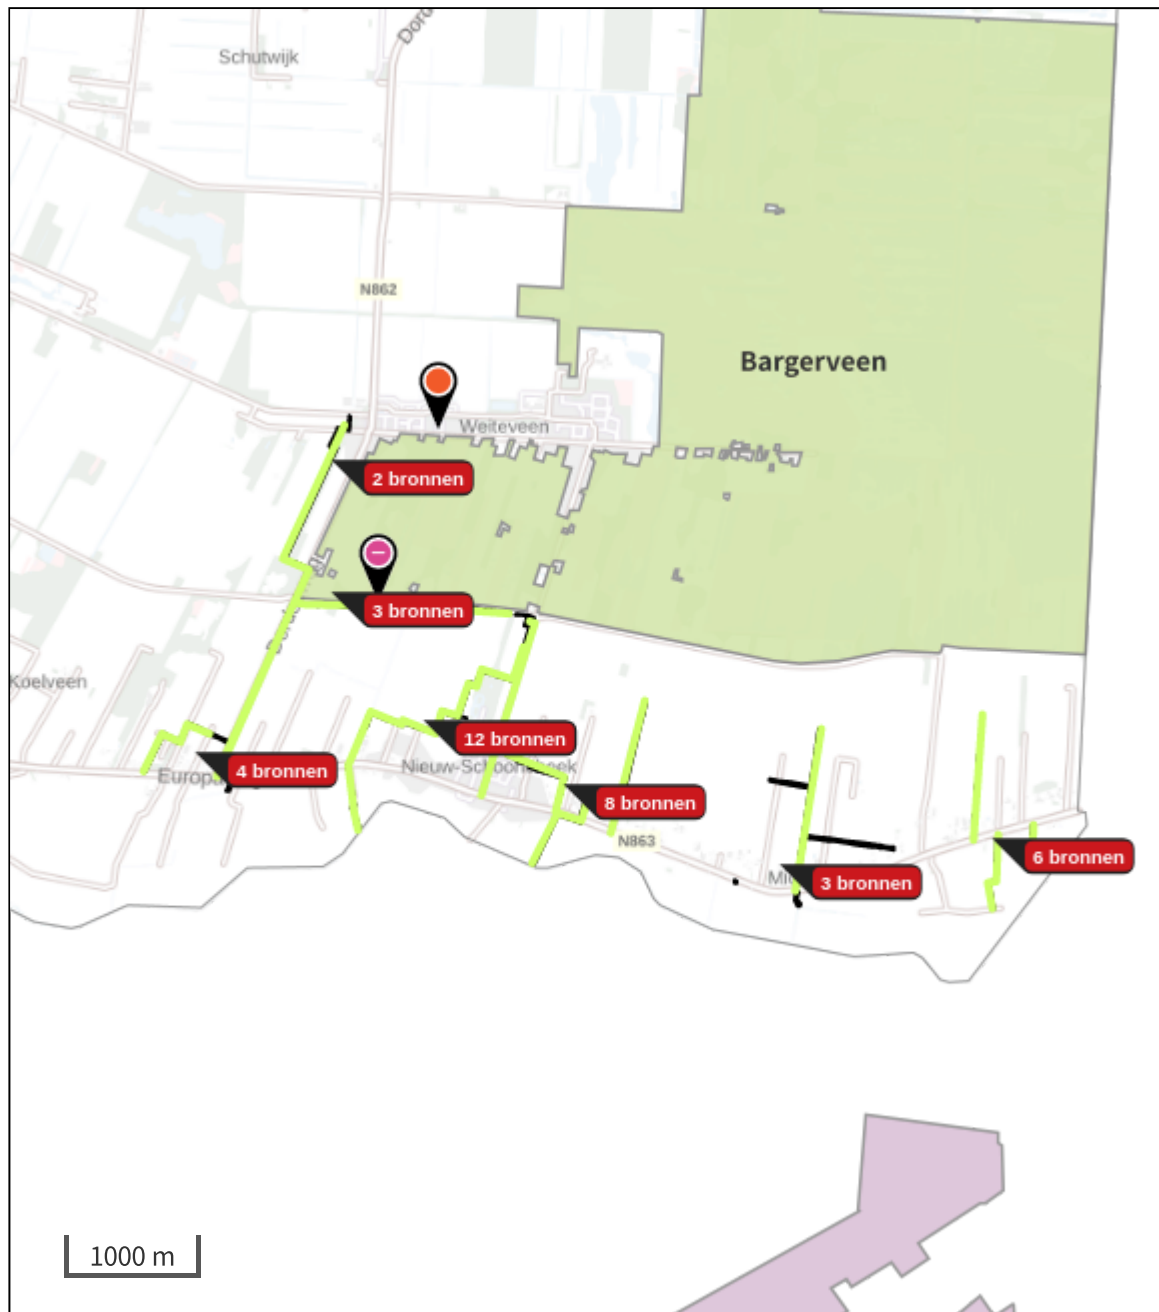 Schutwijk
N862
Bargerveen
Weiteveen
2 bronnen
3 bronnen
Koelveen
12 bronnen
4 bronnen
8 bronnen
N863
6 bronnen
3 bronnen
1000 m